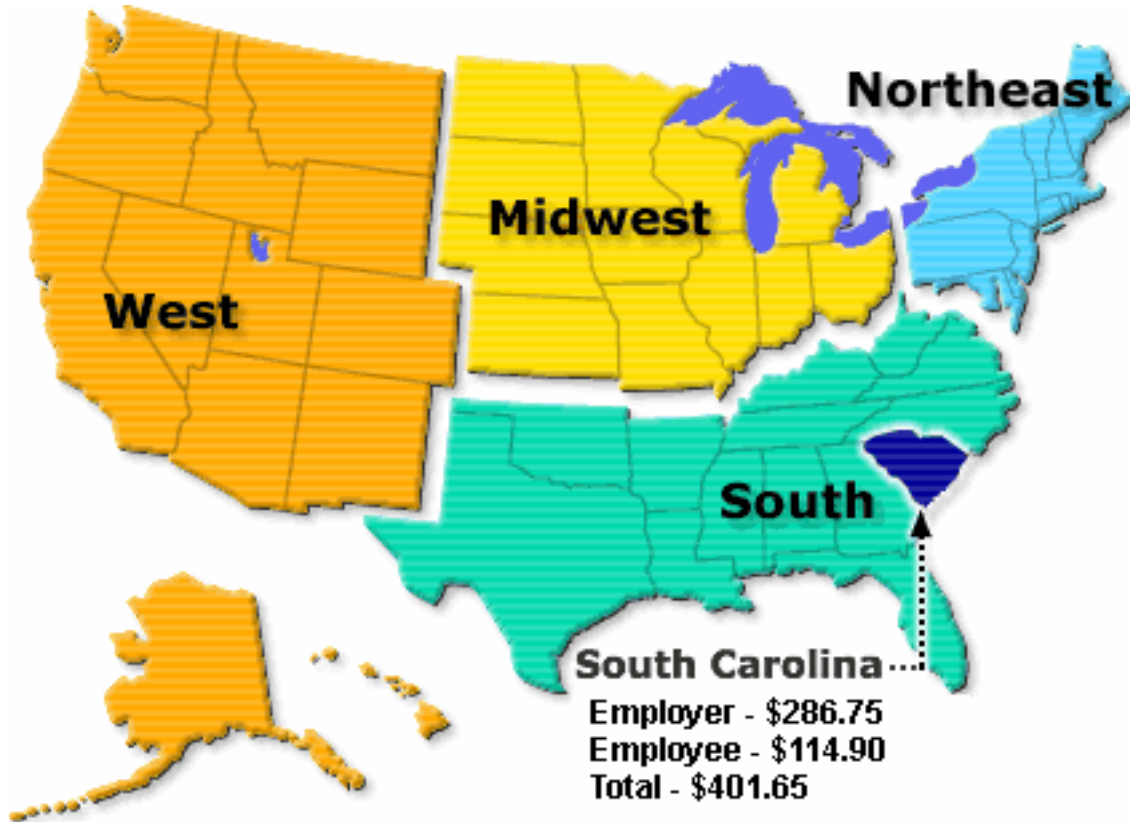 Northeast
Midwest
West
South
South Carolina
Employer - $286.75
Employee - $114.90
Total - $401.65